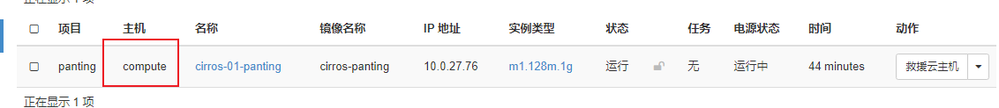 正在显示 1 项
项目 主机 名称 镜像名称 IP 地址 实例类型 状态 任务 电源状态 时间 动作
panting compute cirros-01-panting cirros-panting 10.0.27.76 m1.128m.1g 运行 无 运行中 44 minutes 救援云主机
正在显示 1 项